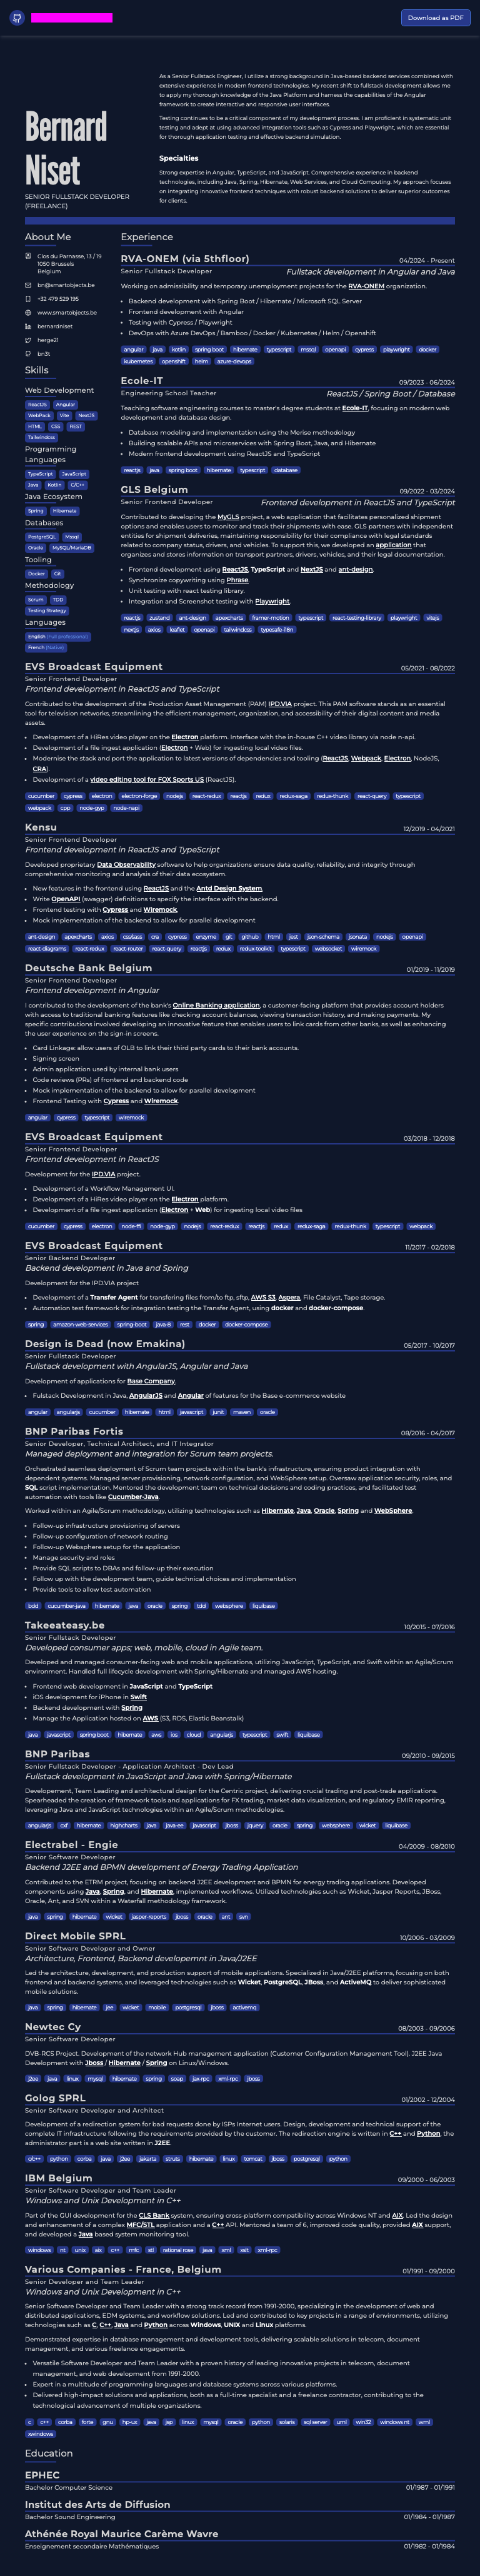 Download as PDF
Bernard
Niset
SENIOR FULLSTACK DEVELOPER
(FREELANCE)
As a Senior Fullstack Engineer, I utilize a strong background in Java-based backend services combined with
extensive experience in modern frontend technologies. My recent shift to fullstack development allows me
to apply my thorough knowledge of the Java Platform and harness the capabilities of the Angular
framework to create interactive and responsive user interfaces.
Testing continues to be a critical component of my development process. I am proficient in systematic unit
testing and adept at using advanced integration tools such as Cypress and Playwright, which are essential
for thorough application testing and effective backend simulation.
Specialties
Strong expertise in Angular, TypeScript, and JavaScript. Comprehensive experience in backend
technologies, including Java, Spring, Hibernate, Web Services, and Cloud Computing. My approach focuses
on integrating innovative frontend techniques with robust backend solutions to deliver superior outcomes
for clients.
About Me
Clos du Parnasse, 13 / 19
1050 Brussels
Belgium
bn@smartobjects.be
+32 479 529 195
www.smartobjects.be
bernardniset
herge21
bn3t
Skills
Web Development
ReactJS Angular
WebPack Vite NestJS
HTML CSS REST
Tailwindcss
Programming
Languages
TypeScript JavaScript
Java Kotlin C/C++
Java Ecosystem
Spring Hibernate
Databases
PostgreSQL Mssql
Oracle MySQL/MariaDB
Tooling
Docker Git
Methodology
Scrum TDD
Testing Strategy
Languages
English (Full professional)
French (Native)
Experience
RVA-ONEM (via 5thfloor) 04/2024 - Present
Senior Fullstack Developer Fullstack development in Angular and Java
Working on admissibility and temporary unemployment projects for the RVA-ONEM organization.
Backend development with Spring Boot / Hibernate / Microsoft SQL Server
Frontend development with Angular
Testing with Cypress / Playwright
DevOps with Azure DevOps / Bamboo / Docker / Kubernetes / Helm / Openshift
angular java kotlin spring boot hibernate typescript mssql openapi cypress playwright docker
kubernetes openshift helm azure-devops
Ecole-IT 09/2023 - 06/2024
Engineering School Teacher ReactJS / Spring Boot / Database
Teaching software engineering courses to master's degree students at Ecole-IT, focusing on modern web
development and database design.
Database modeling and implementation using the Merise methodology
Building scalable APIs and microservices with Spring Boot, Java, and Hibernate
Modern frontend development using ReactJS and TypeScript
reactjs java spring boot hibernate typescript database
GLS Belgium 09/2022 - 03/2024
Senior Frontend Developer Frontend development in ReactJS and TypeScript
Contributed to developing the MyGLS project, a web application that facilitates personalized shipment
options and enables users to monitor and track their shipments with ease. GLS partners with independent
entities for shipment deliveries, maintaining responsibility for compliance with legal standards
related to company status, drivers, and vehicles. To support this, we developed an application that
organizes and stores information on transport partners, drivers, vehicles, and their legal documentation.
Frontend development using ReactJS, TypeScript and NextJS and ant-design.
Synchronize copywriting using Phrase.
Unit testing with react testing library.
Integration and Screenshot testing with Playwright.
reactjs zustand ant-design apexcharts framer-motion typescript react-testing-library playwright vitejs
nextjs axios leaflet openapi tailwindcss typesafe-i18n
EVS Broadcast Equipment 05/2021 - 08/2022
Senior Frontend Developer
Frontend development in ReactJS and TypeScript
Contributed to the development of the Production Asset Management (PAM) IPD.VIA project. This PAM software stands as an essential
tool for television networks, streamlining the efficient management, organization, and accessibility of their digital content and media
assets.
Development of a HiRes video player on the Electron platform. Interface with the in-house C++ video library via node n-api.
Development of a file ingest application (Electron + Web) for ingesting local video files.
Modernise the stack and port the application to latest versions of dependencies and tooling (ReactJS, Webpack, Electron, NodeJS,
CRA).
Development of a video editing tool for FOX Sports US (ReactJS).
cucumber cypress electron electron-forge nodejs react-redux reactjs redux redux-saga redux-thunk react-query typescript
webpack cpp node-gyp node-napi
Kensu 12/2019 - 04/2021
Senior Frontend Developer
Frontend development in ReactJS and TypeScript
Developed proprietary Data Observability software to help organizations ensure data quality, reliability, and integrity through
comprehensive monitoring and analysis of their data ecosystem.
New features in the frontend using ReactJS and the Antd Design System.
Write OpenAPI (swagger) definitions to specify the interface with the backend.
Frontend testing with Cypress and Wiremock.
Mock implementation of the backend to allow for parallel development
ant-design apexcharts axios css/sass cra cypress enzyme git github html jest json-schema jsonata nodejs openapi
react-diagrams react-redux react-router react-query reactjs redux redux-toolkit typescript websocket wiremock
Deutsche Bank Belgium 01/2019 - 11/2019
Senior Frontend Developer
Frontend development in Angular
I contributed to the development of the bank's Online Banking application, a customer-facing platform that provides account holders
with access to traditional banking features like checking account balances, viewing transaction history, and making payments. My
specific contributions involved developing an innovative feature that enables users to link cards from other banks, as well as enhancing
the user experience on the sign-in screens.
Card Linkage: allow users of OLB to link their third party cards to their bank accounts.
Signing screen
Admin application used by internal bank users
Code reviews (PRs) of frontend and backend code
Mock implementation of the backend to allow for parallel development
Frontend Testing with Cypress and Wiremock.
angular cypress typescript wiremock
EVS Broadcast Equipment 03/2018 - 12/2018
Senior Frontend Developer
Frontend development in ReactJS
Development for the IPD.VIA project.
Development of a Workflow Management UI.
Development of a HiRes video player on the Electron platform.
Development of a file ingest application (Electron + Web) for ingesting local video files
cucumber cypress electron node-ffi node-gyp nodejs react-redux reactjs redux redux-saga redux-thunk typescript webpack
EVS Broadcast Equipment 11/2017 - 02/2018
Senior Backend Developer
Backend development in Java and Spring
Development for the IPD.VIA project
Development of a Transfer Agent for transfering files from/to ftp, sftp, AWS S3, Aspera, File Catalyst, Tape storage.
Automation test framework for integration testing the Transfer Agent, using docker and docker-compose.
spring amazon-web-services spring-boot java-8 rest docker docker-compose
Design is Dead (now Emakina) 05/2017 - 10/2017
Senior Fullstack Developer
Fullstack development with AngularJS, Angular and Java
Development of applications for Base Company.
Fulstack Development in Java, AngularJS and Angular of features for the Base e-commerce website
angular angularjs cucumber hibernate html javascript junit maven oracle
BNP Paribas Fortis 08/2016 - 04/2017
Senior Developer, Technical Architect, and IT Integrator
Managed deployment and integration for Scrum team projects.
Orchestrated seamless deployment of Scrum team projects within the bank's infrastructure, ensuring product integration with
dependent systems. Managed server provisioning, network configuration, and WebSphere setup. Oversaw application security, roles, and
SQL script implementation. Mentored the development team on technical decisions and coding practices, and facilitated test
automation with tools like Cucumber-Java.
Worked within an Agile/Scrum methodology, utilizing technologies such as Hibernate, Java, Oracle, Spring and WebSphere.
Follow-up infrastructure provisioning of servers
Follow-up configuration of network routing
Follow-up Websphere setup for the application
Manage security and roles
Provide SQL scripts to DBAs and follow-up their execution
Follow up with the development team, guide technical choices and implementation
Provide tools to allow test automation
bdd cucumber-java hibernate java oracle spring tdd websphere liquibase
Takeeateasy.be 10/2015 - 07/2016
Senior Fullstack Developer
Developed consumer apps; web, mobile, cloud in Agile team.
Developed and managed consumer-facing web and mobile applications, utilizing JavaScript, TypeScript, and Swift within an Agile/Scrum
environment. Handled full lifecycle development with Spring/Hibernate and managed AWS hosting.
Frontend web development in JavaScript and TypeScript
iOS development for iPhone in Swift
Backend development with Spring
Manage the Application hosted on AWS (S3, RDS, Elastic Beanstalk)
java javascript spring boot hibernate aws ios cloud angularjs typescript swift liquibase
BNP Paribas 09/2010 - 09/2015
Senior Fullstack Developer - Application Architect - Dev Lead
Fullstack development in JavaScript and Java with Spring/Hibernate
Developement, Team Leading and architectural design for the Centric project, delivering crucial trading and post-trade applications.
Spearheaded the creation of framework tools and applications for FX trading, market data visualization, and regulatory EMIR reporting,
leveraging Java and JavaScript technologies within an Agile/Scrum methodologies.
angularjs cxf hibernate highcharts java java-ee javascript jboss jquery oracle spring websphere wicket liquibase
Electrabel - Engie 04/2009 - 08/2010
Senior Software Developer
Backend J2EE and BPMN development of Energy Trading Application
Contributed to the ETRM project, focusing on backend J2EE development and BPMN for energy trading applications. Developed
components using Java, Spring, and Hibernate, implemented workflows. Utilized technologies such as Wicket, Jasper Reports, JBoss,
Oracle, Ant, and SVN within a Waterfall methodology framework.
java spring hibernate wicket jasper-reports jboss oracle ant svn
Direct Mobile SPRL 10/2006 - 03/2009
Senior Software Developer and Owner
Architecture, Frontend, Backend developemnt in Java/J2EE
Led the architecture, development, and production support of mobile applications. Specialized in Java/J2EE platforms, focusing on both
frontend and backend systems, and leveraged technologies such as Wicket, PostgreSQL, JBoss, and ActiveMQ to deliver sophisticated
mobile solutions.
java spring hibernate jee wicket mobile postgresql jboss activemq
Newtec Cy 08/2003 - 09/2006
Senior Software Developer
DVB-RCS Project. Development of the network Hub management application (Customer Configuration Management Tool). J2EE Java
Development with Jboss / Hibernate / Spring on Linux/Windows.
j2ee java linux mysql hibernate spring soap jax-rpc xml-rpc jboss
Golog SPRL 01/2002 - 12/2004
Senior Software Developer and Architect
Development of a redirection system for bad requests done by ISPs Internet users. Design, development and technical support of the
complete IT infrastructure following the requirements provided by the customer. The redirection engine is written in C++ and Python, the
administrator part is a web site written in J2EE.
c/c++ python corba java j2ee jakarta struts hibernate linux tomcat jboss postgresql python
IBM Belgium 09/2000 - 06/2003
Senior Software Developer and Team Leader
Windows and Unix Development in C++
Part of the GUI development for the CLS Bank system, ensuring cross-platform compatibility across Windows NT and AIX. Led the design
and enhancement of a complex MFC/STL application and a C++ API. Mentored a team of 6, improved code quality, provided AIX support,
and developed a Java based system monitoring tool.
windows nt unix aix c++ mfc stl rational rose java xml xslt xml-rpc
Various Companies - France, Belgium 01/1991 - 09/2000
Senior Developer and Team Leader
Windows and Unix Development in C++
Senior Software Developer and Team Leader with a strong track record from 1991-2000, specializing in the development of web and
distributed applications, EDM systems, and workflow solutions. Led and contributed to key projects in a range of environments, utilizing
technologies such as C, C++, Java and Python across Windows, UNIX and Linux platforms.
Demonstrated expertise in database management and development tools, delivering scalable solutions in telecom, document
management, and various freelance engagements.
Versatile Software Developer and Team Leader with a proven history of leading innovative projects in telecom, document
management, and web development from 1991-2000.
Expert in a multitude of programming languages and database systems across various platforms.
Delivered high-impact solutions and applications, both as a full-time specialist and a freelance contractor, contributing to the
technological advancement of multiple organizations.
c c++ corba forte gnu hp-ux java jsp linux mysql oracle python solaris sql server uml win32 windows nt wml
xwindows
Education
EPHEC
Bachelor Computer Science 01/1987 - 01/1991
Institut des Arts de Diffusion
Bachelor Sound Engineering 01/1984 - 01/1987
Athénée Royal Maurice Carème Wavre
Enseignement secondaire Mathématiques 01/1982 - 01/1984